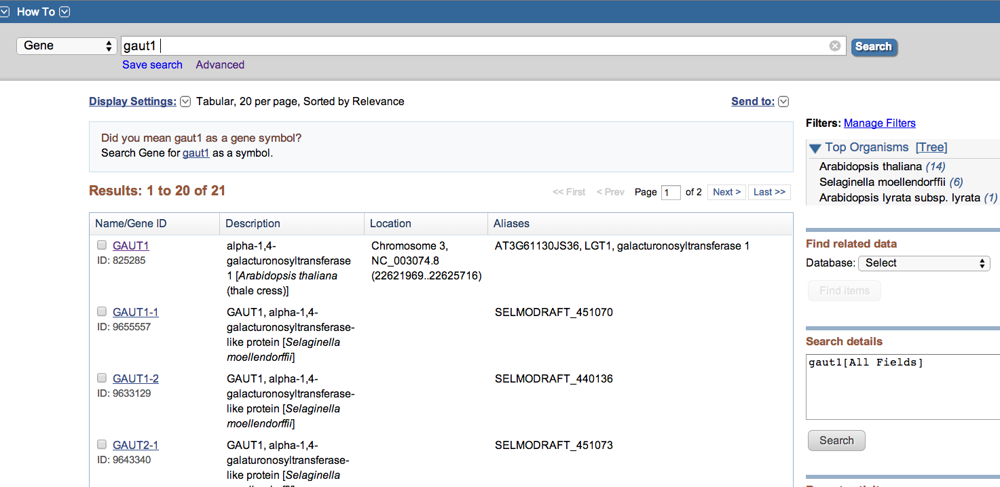 How To
Gene
gaut1
Search
Save search
Advanced
Display Settings:
Tabular, 20 per page, Sorted by Relevance
Send to:
Did you mean gaut1 as a gene symbol?
Search Gene for gaut1 as a symbol.
Results: 1 to 20 of 21
<< First
< Prev
Page 1 of 2
Next >
Last >>
Name/Gene ID
Description
Location
Aliases
GAUT1
ID: 825285
alpha-1,4-
galacturonosyltransferase
1 [Arabidopsis thaliana
(thale cress)]
Chromosome 3,
NC_003074.8
(22621969..22625716)
AT3G61130JS36, LGT1, galacturonosyltransferase 1
GAUT1-1
ID: 9655557
GAUT1, alpha-1,4-
galacturonosyltransferase-
like protein [Selaginella
moellendorffii]
SELMODRAFT_451070
GAUT1-2
ID: 9633129
GAUT1, alpha-1,4-
galacturonosyltransferase-
like protein [Selaginella
moellendorffii]
SELMODRAFT_440136
GAUT2-1
ID: 9643340
GAUT1, alpha-1,4-
galaturonosyltransferase-
like protein [Selaginella
SELMODRAFT_451073
Filters: Manage Filters
Top Organisms [Tree]
Arabidopsis thaliana (14)
Selaginella moellendorffii (6)
Arabidopsis lyrata subsp. lyrata (1)
Find related data
Database: Select
Find items
Search details
gaut1[All Fields]
Search